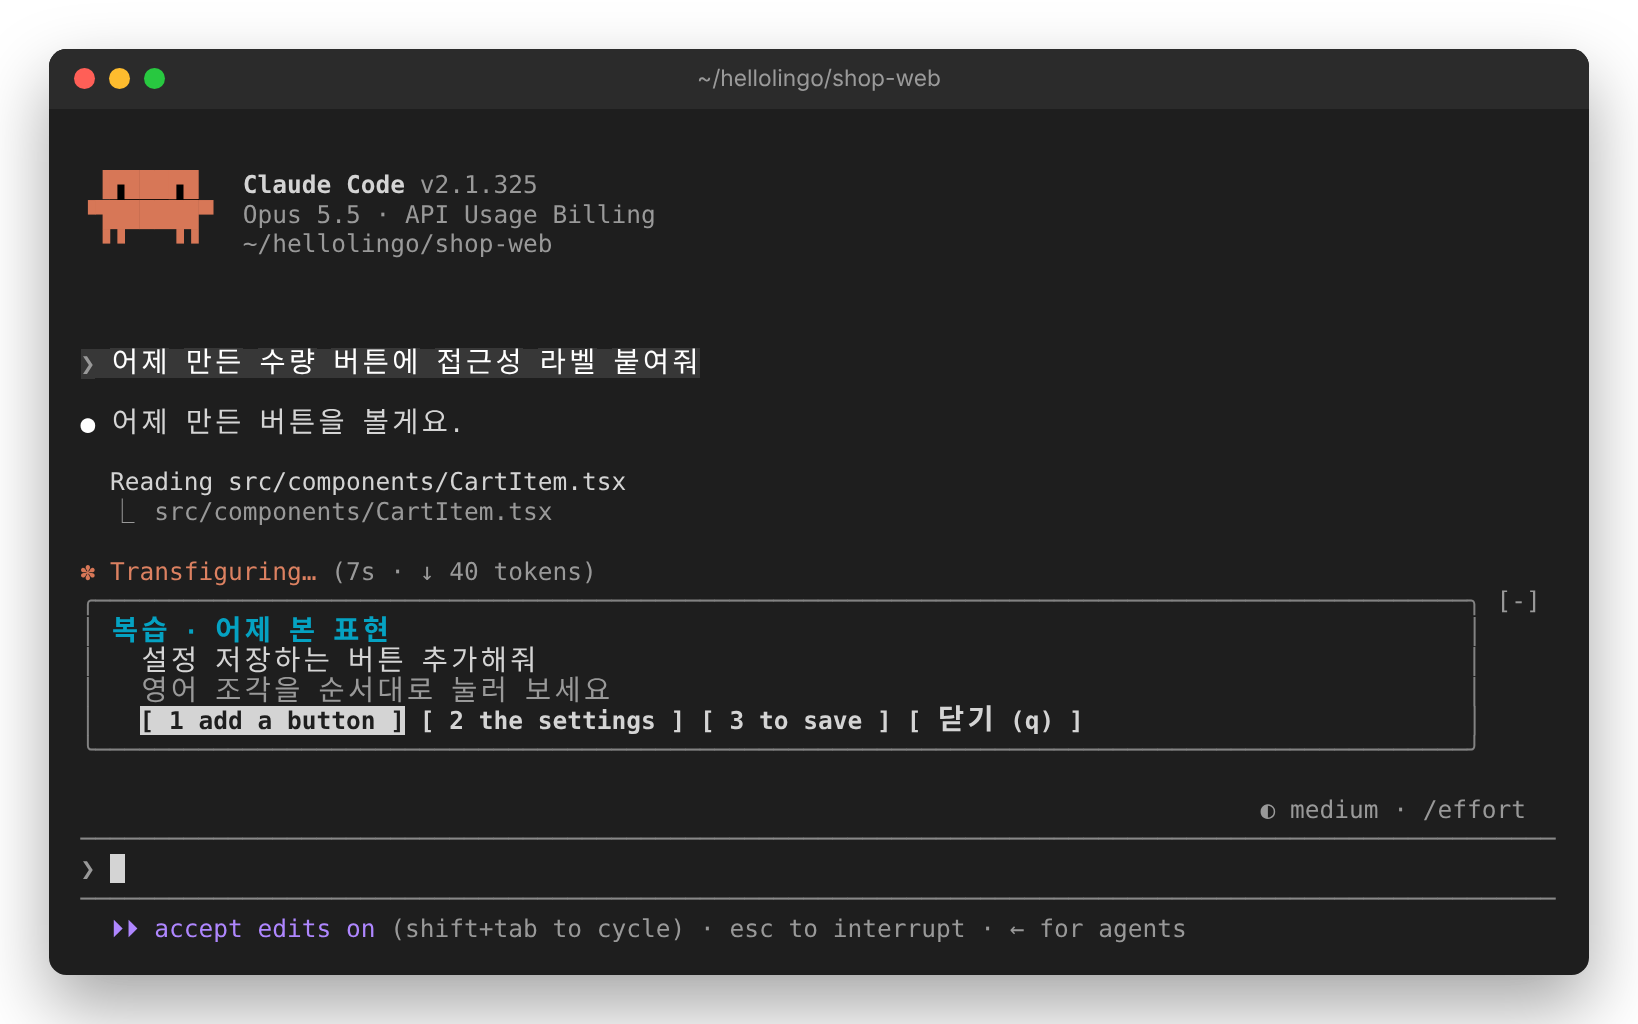 ~/hellolingo/shop-web
Claude Code v2.1.325
Opus 5.5 · API Usage Billing
~/hellolingo/shop-web
❯ 어제 만든 수량 버튼에 접근성 라벨 붙여줘
● 어제 만든 버튼을 볼게요.
Reading src/components/CartItem.tsx
⎿ src/components/CartItem.tsx
✽ Transfiguring… (7s · ↓ 40 tokens)
[-]
복습 · 어제 본 표현
설정 저장하는 버튼 추가해줘
영어 조각을 순서대로 눌러 보세요
[ 1 add a button ] [ 2 the settings ] [ 3 to save ] [ 닫기 (q) ]
◐ medium · /effort
❯
⏵⏵ accept edits on (shift+tab to cycle) · esc to interrupt · ← for agents